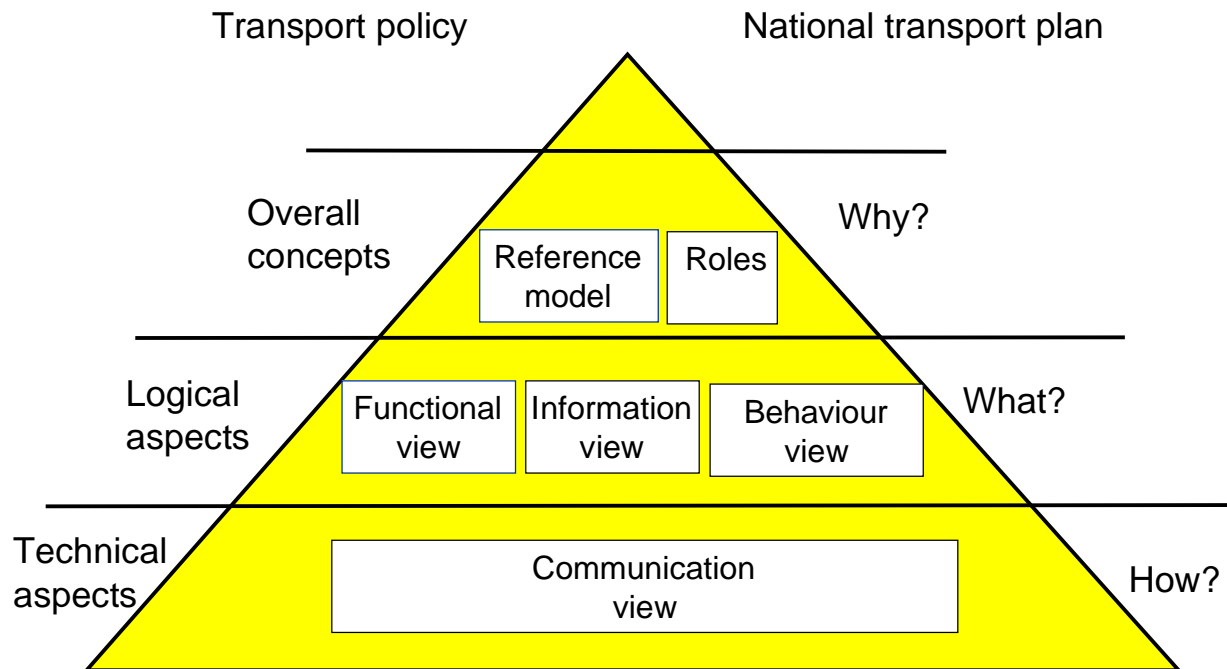 Transport policy
National transport plan
Overall
concepts
Reference
model
Roles
Why?
Logical
aspects
Functional
view
Information
view
Behaviour
view
What?
Technical
aspects
Communication
view
How?